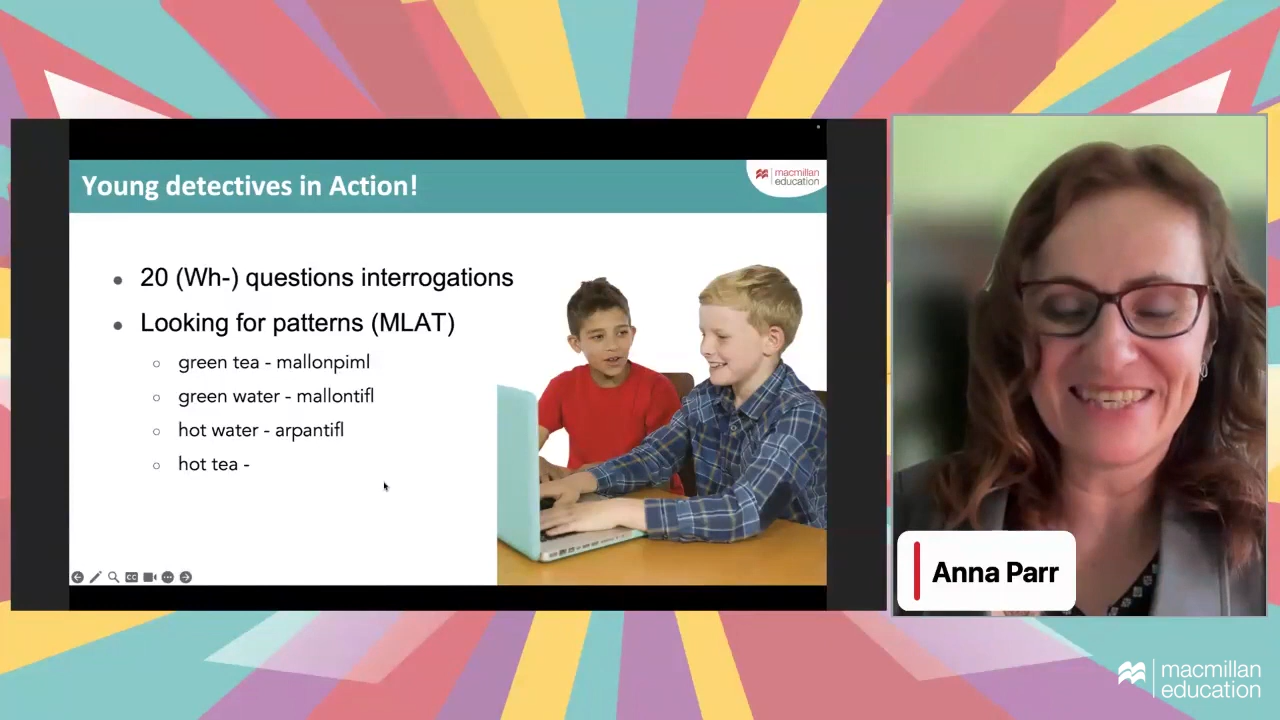 Young detectives in Action!
macmillan
education
20 (Wh-) questions interrogations
Looking for patterns (MLAT)
green tea - mallonpiml
green water - mallontifl
hot water - arpantifl
hot tea -
CC
Anna Parr
macmillan
education